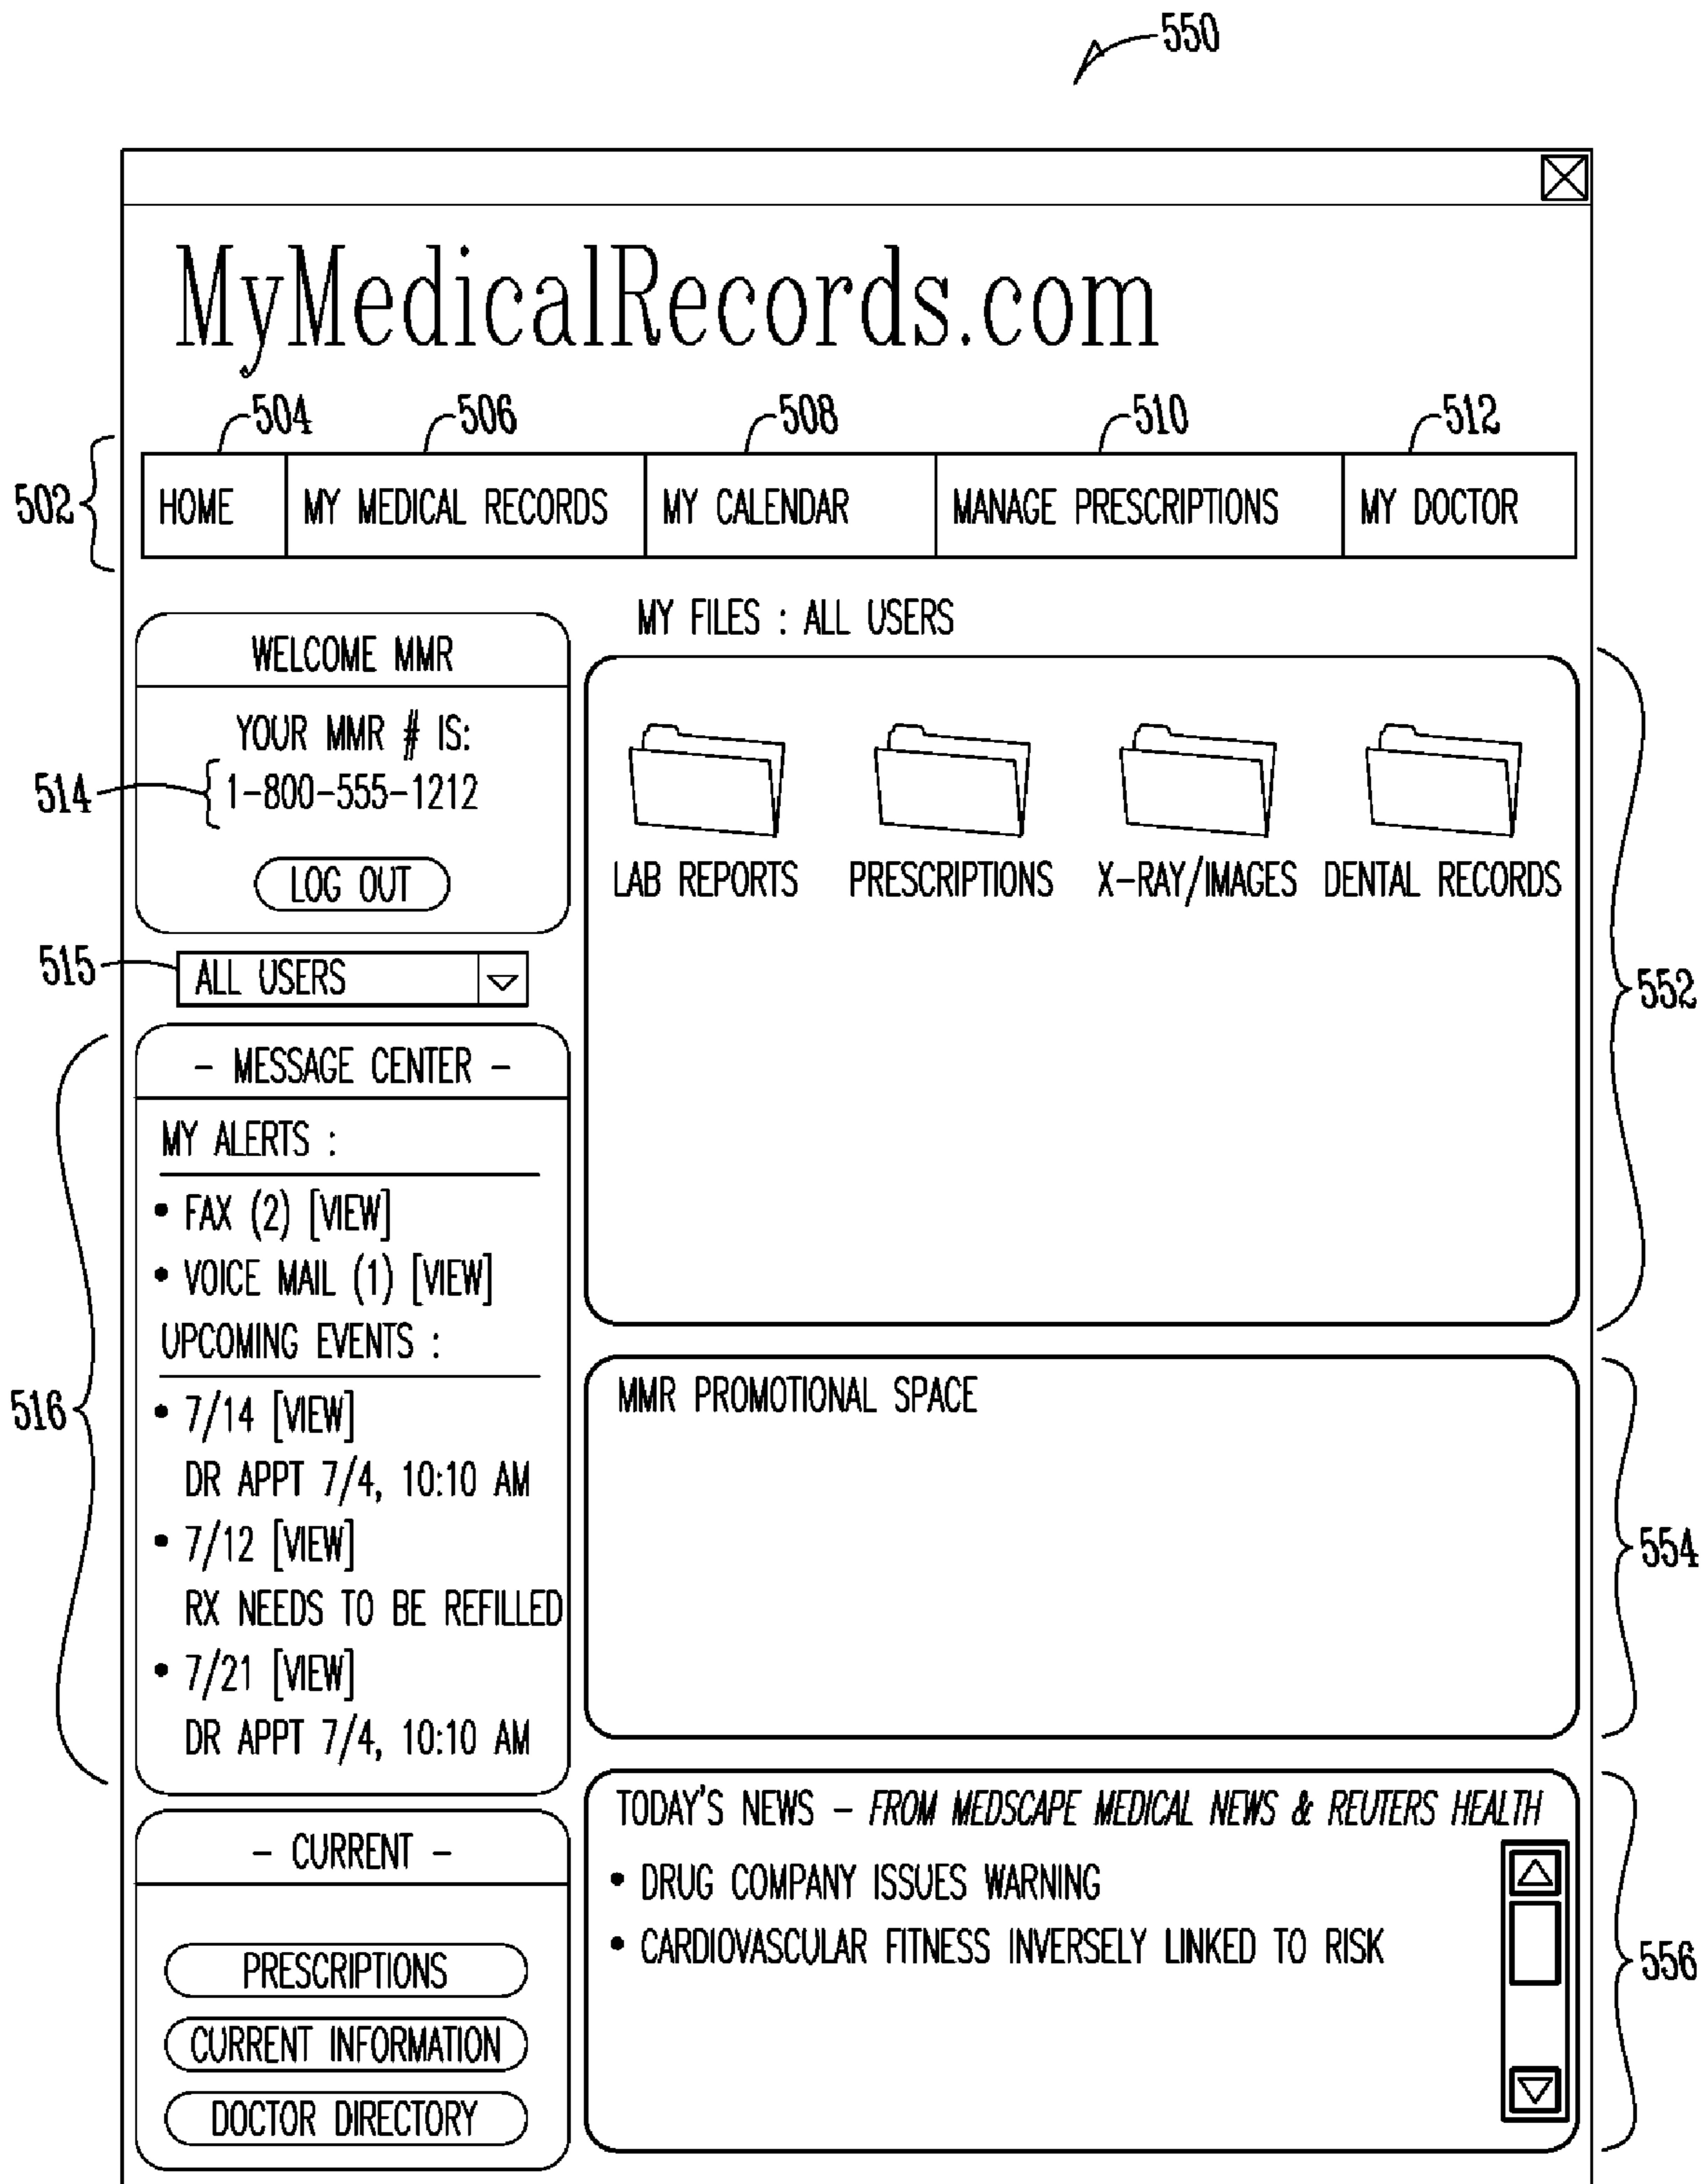 550
MyMedicalRecords.com
504 506 508 510 512
502
HOME MY MEDICAL RECORDS MY CALENDAR MANAGE PRESCRIPTIONS MY DOCTOR
WELCOME MMR
YOUR MMR # IS:
514
1-800-555-1212
LOG OUT
515
ALL USERS
516
- MESSAGE CENTER -
MY ALERTS :
• FAX (2) [VIEW]
• VOICE MAIL (1) [VIEW]
UPCOMING EVENTS :
• 7/14 [VIEW]
DR APPT 7/4, 10:10 AM
• 7/12 [VIEW]
RX NEEDS TO BE REFILLED
• 7/21 [VIEW]
DR APPT 7/4, 10:10 AM
- CURRENT -
PRESCRIPTIONS
CURRENT INFORMATION
DOCTOR DIRECTORY
MY FILES : ALL USERS
LAB REPORTS PRESCRIPTIONS X-RAY/IMAGES DENTAL RECORDS
552
MMR PROMOTIONAL SPACE
554
TODAY'S NEWS - FROM MEDSCAPE MEDICAL NEWS & REUTERS HEALTH
• DRUG COMPANY ISSUES WARNING
• CARDIOVASCULAR FITNESS INVERSELY LINKED TO RISK
556